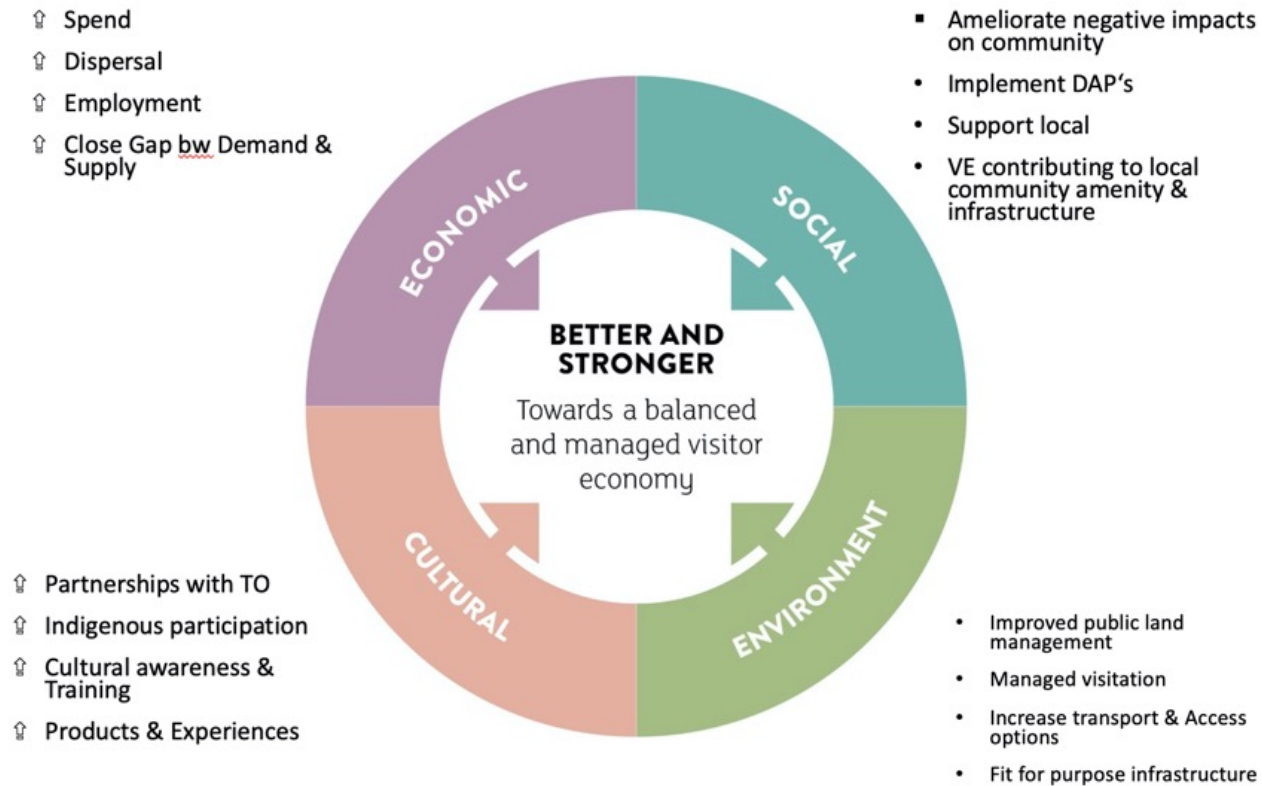 ⇧ Spend
⇧ Dispersal
⇧ Employment
⇧ Close Gap bw Demand &
Supply
▪ Ameliorate negative impacts
on community
• Implement DAP‘s
• Support local
• VE contributing to local
community amenity &
infrastructure
ECONOMIC
SOCIAL
BETTER AND
STRONGER
Towards a balanced
and managed visitor
economy
CULTURAL
ENVIRONMENT
⇧ Partnerships with TO
⇧ Indigenous participation
⇧ Cultural awareness &
Training
⇧ Products & Experiences
• Improved public land
management
• Managed visitation
• Increase transport & Access
options
• Fit for purpose infrastructure